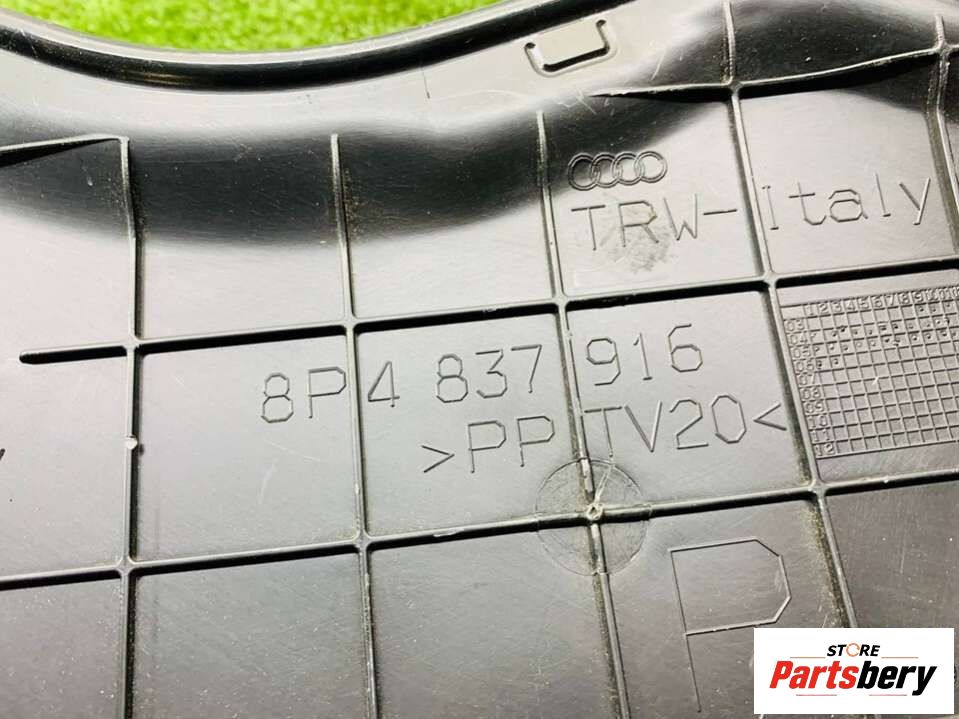 TRW-Italy
8P4 837 916
>PP TV20<
P
STORE
Partsbery